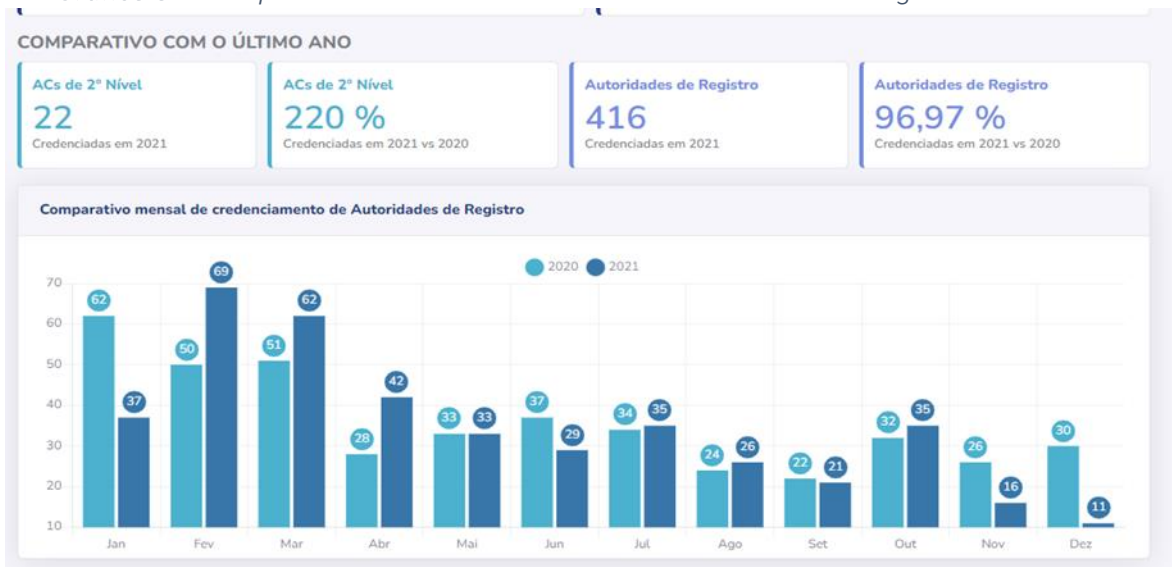 COMPARATIVO COM O ÚLTIMO ANO
ACs de 2º Nível
22
Credenciadas em 2021
ACs de 2º Nível
220 %
Credenciadas em 2021 vs 2020
Autoridades de Registro
416
Credenciadas em 2021
Autoridades de Registro
96,97 %
Credenciadas em 2021 vs 2020
Comparativo mensal de credenciamento de Autoridades de Registro
2020 2021
70
60
50
40
30
20
10
62 37
50 69
51 62
28 42
33 33
37 29
34 35
24 26
22 21
32 35
26 16
30 11
Jan Fev Mar Abr Mai Jun Jul Ago Set Out Nov Dez